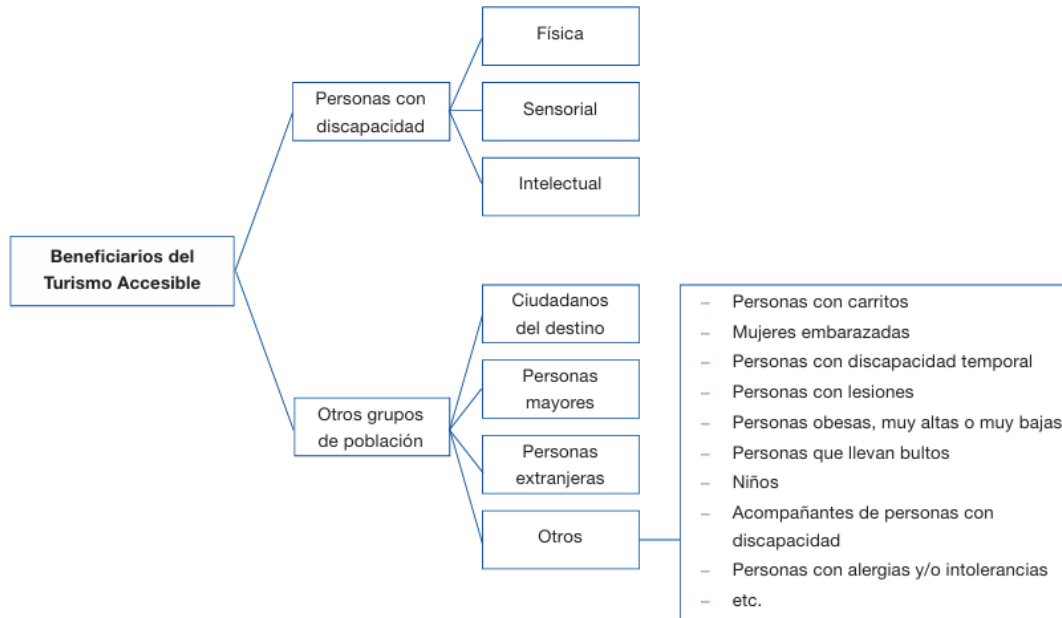 Beneficiarios del
Turismo Accesible
Personas con
discapacidad
Física
Sensorial
Intelectual
Otros grupos
de población
Ciudadanos
del destino
Personas
mayores
Personas
extranjeras
Otros
– Personas con carritos
– Mujeres embarazadas
– Personas con discapacidad temporal
– Personas con lesiones
– Personas obesas, muy altas o muy bajas
– Personas que llevan bultos
– Niños
– Acompañantes de personas con
discapacidad
– Personas con alergias y/o intolerancias
– etc.